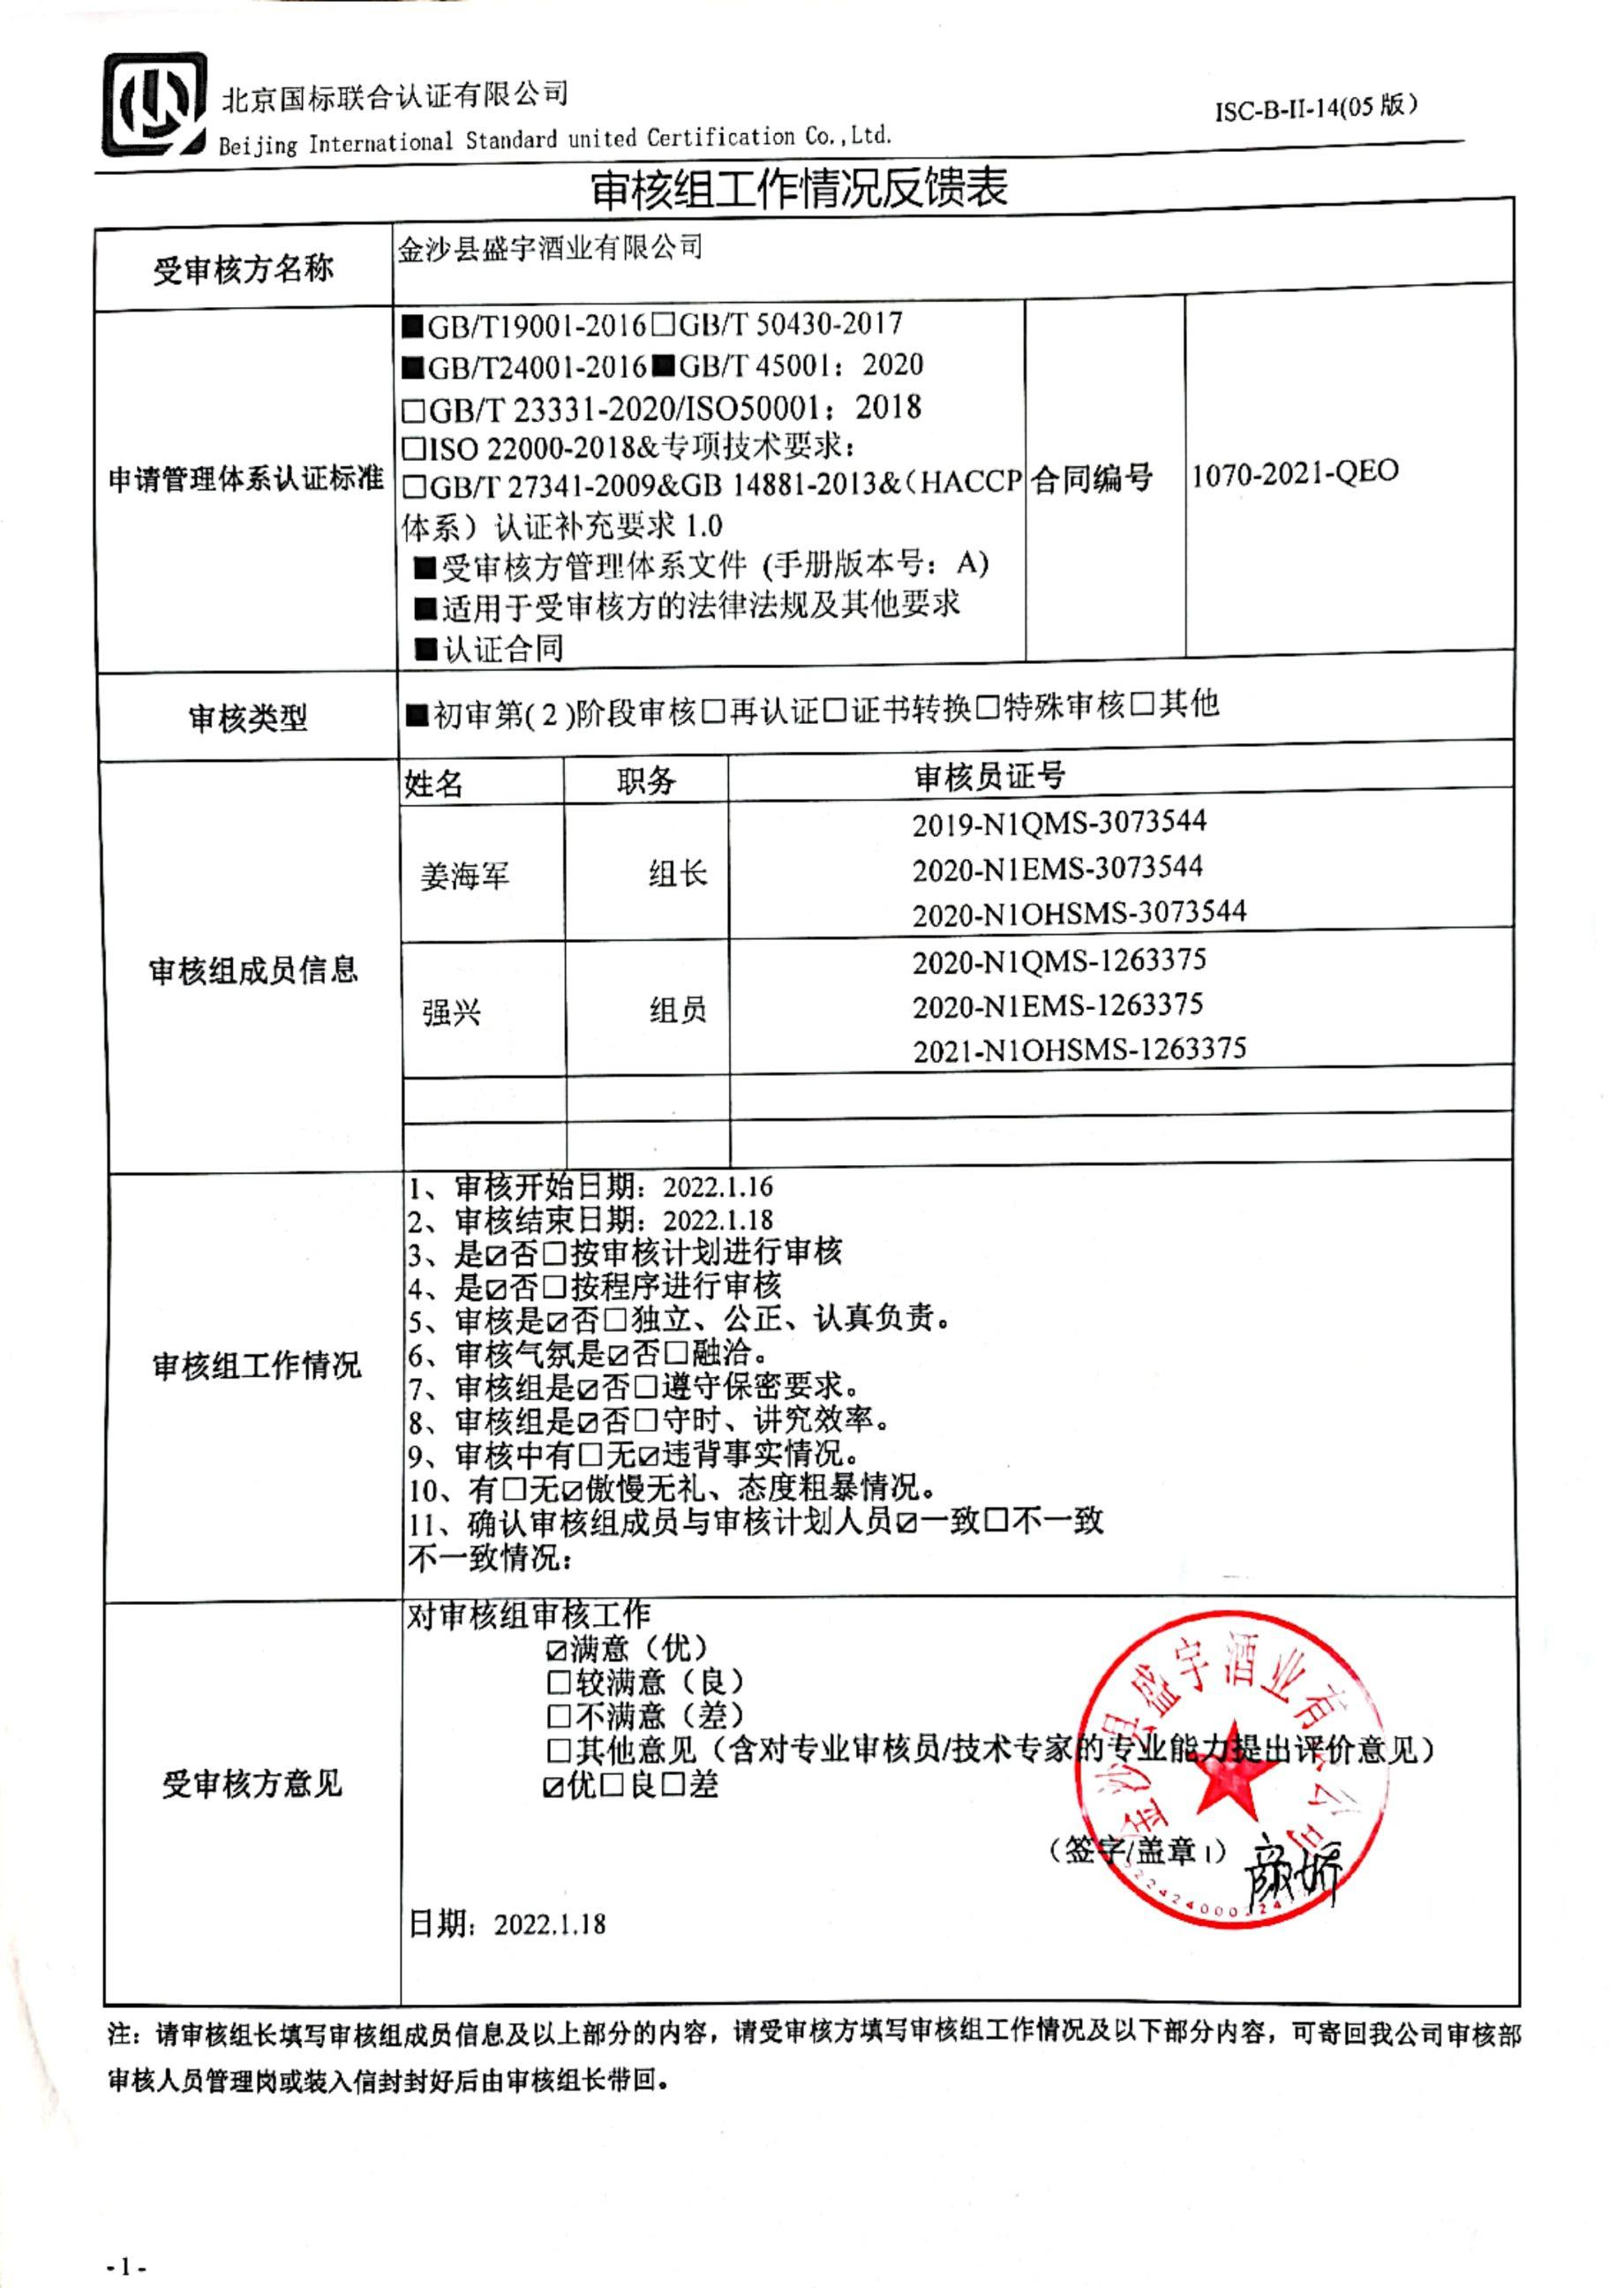 北京国标联合认证有限公司
ISC-B-II-14(05 版)
Beijing International Standard united Certification Co.,Ltd.
审核组工作情况反馈表
受审核方名称
金沙县盛宇酒业有限公司
申请管理体系认证标准
■GB/T19001-2016□GB/T 50430-2017
■GB/T24001-2016■GB/T 45001：2020
□GB/T 23331-2020/ISO50001：2018
□ISO 22000-2018&专项技术要求：
□GB/T 27341-2009&GB 14881-2013&（HACCP
体系）认证补充要求 1.0
■受审核方管理体系文件 (手册版本号：A)
■适用于受审核方的法律法规及其他要求
■认证合同
合同编号
1070-2021-QEO
审核类型
■初审第( 2 )阶段审核□再认证□证书转换□特殊审核□其他
审核组成员信息
姓名 职务 审核员证号
姜海军 组长
2019-N1QMS-3073544
2020-N1EMS-3073544
2020-N1OHSMS-3073544
强兴 组员
2020-N1QMS-1263375
2020-N1EMS-1263375
2021-N1OHSMS-1263375
审核组工作情况
1、审核开始日期：2022.1.16
2、审核结束日期：2022.1.18
3、是☑否□按审核计划进行审核
4、是☑否□按程序进行审核
5、审核是☑否□独立、公正、认真负责。
6、审核气氛是☑否□融洽。
7、审核组是☑否□遵守保密要求。
8、审核组是☑否□守时、讲究效率。
9、审核中有□无☑违背事实情况。
10、有□无☑傲慢无礼、态度粗暴情况。
11、确认审核组成员与审核计划人员☑一致□不一致
不一致情况：
受审核方意见
对审核组审核工作
☑满意（优）
□较满意（良）
□不满意（差）
□其他意见（含对专业审核员/技术专家的专业能力提出评价意见）
☑优□良□差
金沙县盛宇酒业有限公司
（签字/盖章）
日期：2022.1.18
注：请审核组长填写审核组成员信息及以上部分的内容，请受审核方填写审核组工作情况及以下部分内容，可寄回我公司审核部
审核人员管理岗或装入信封封好后由审核组长带回。
- 1 -